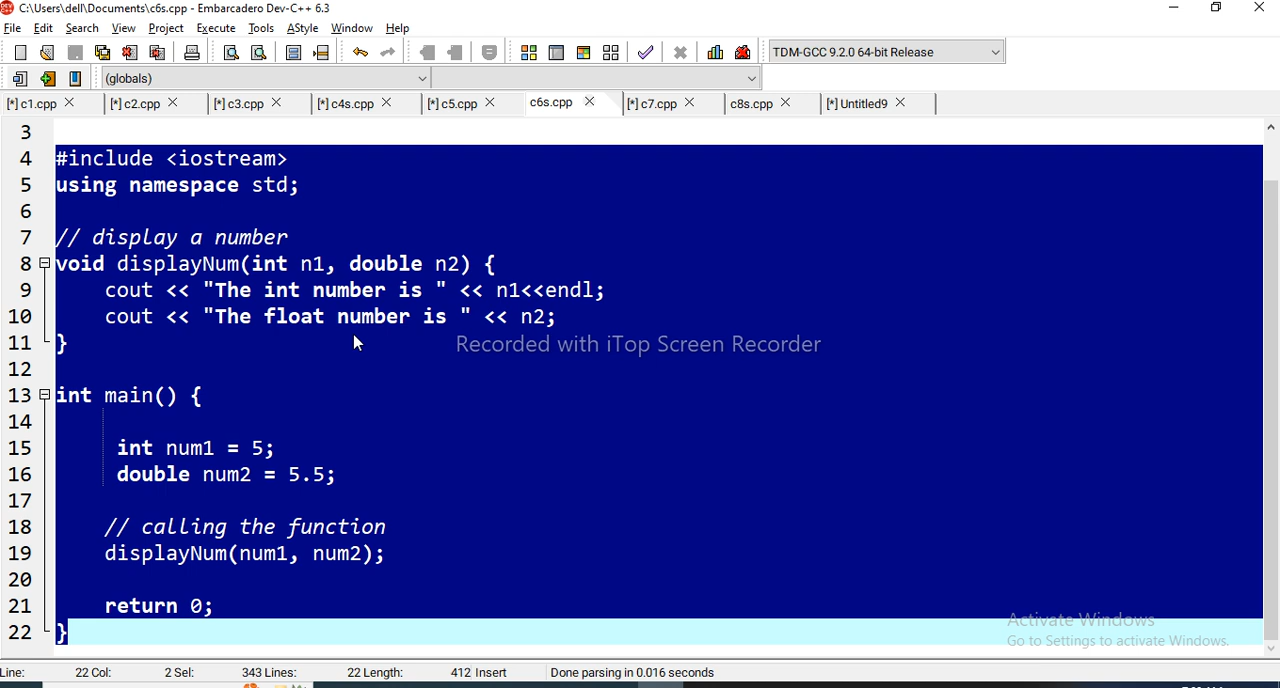 C:\Users\dell\Documents\c6s.cpp - Embarcadero Dev-C++ 6.3
File Edit Search View Project Execute Tools AStyle Window Help
TDM-GCC 9.2.0 64-bit Release
(globals)
[*] c1.cpp [*] c2.cpp [*] c3.cpp [*] c4s.cpp [*] c5.cpp c6s.cpp [*] c7.cpp c8s.cpp [*] Untitled9
3
4 #include <iostream>
5 using namespace std;
6
7 // display a number
8 void displayNum(int n1, double n2) {
9 cout << "The int number is " << n1<<endl;
10 cout << "The float number is " << n2;
11 }
Recorded with iTop Screen Recorder
12
13 int main() {
14
15 int num1 = 5;
16 double num2 = 5.5;
17
18 // calling the function
19 displayNum(num1, num2);
20
21 return 0;
22 }
Activate Windows
Go to Settings to activate Windows.
Line: 22 Col: 2 Sel: 343 Lines: 22 Length: 412 Insert Done parsing in 0.016 seconds